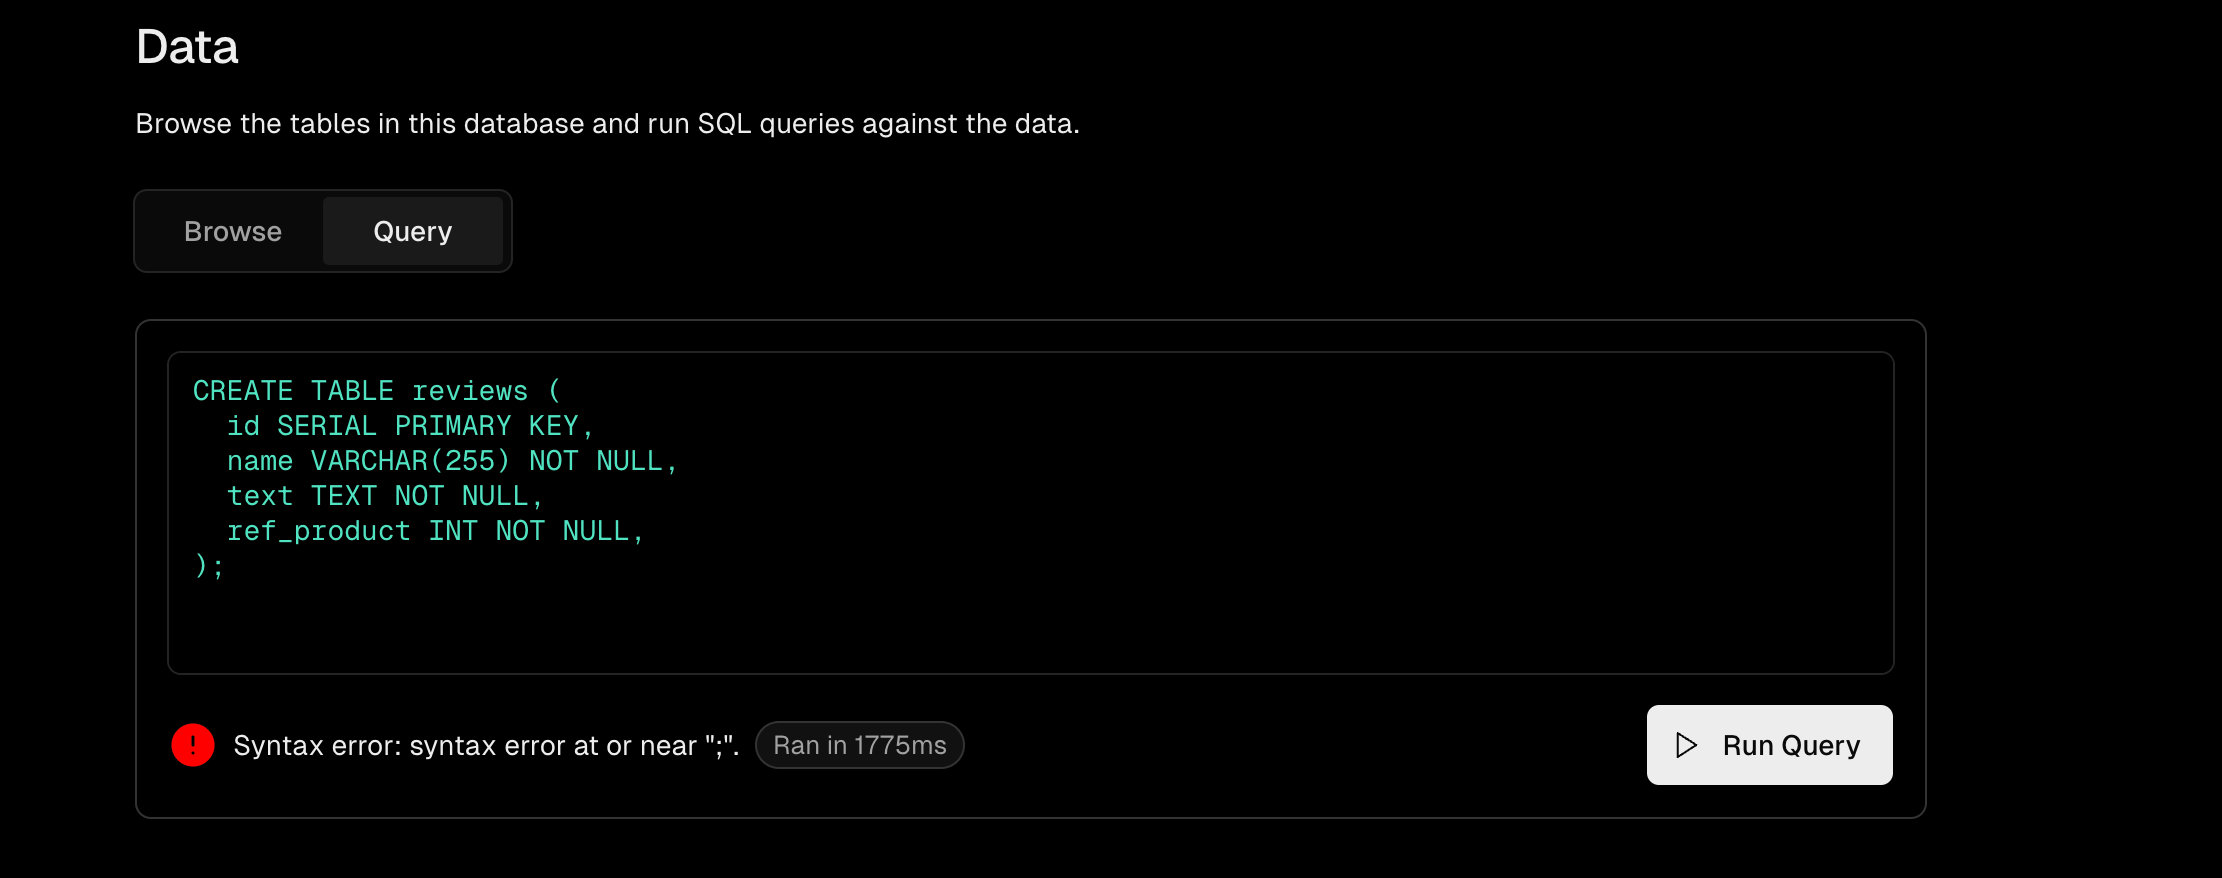 Data
Browse the tables in this database and run SQL queries against the data.
Browse Query
CREATE TABLE reviews (
  id SERIAL PRIMARY KEY,
  name VARCHAR(255) NOT NULL,
  text TEXT NOT NULL,
  ref_product INT NOT NULL,
);
! Syntax error: syntax error at or near ";". Ran in 1775ms Run Query